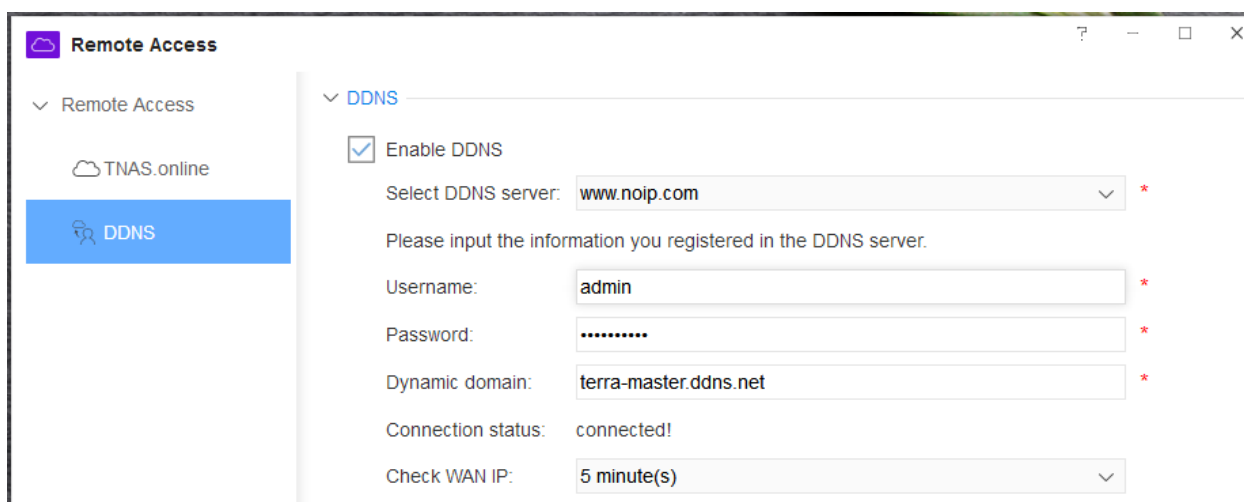 Remote Access
Remote Access
TNAS.online
DDNS
DDNS
Enable DDNS
Select DDNS server: www.noip.com *
Please input the information you registered in the DDNS server.
Username: admin *
Password: •••••••••• *
Dynamic domain: terra-master.ddns.net *
Connection status: connected!
Check WAN IP: 5 minute(s)